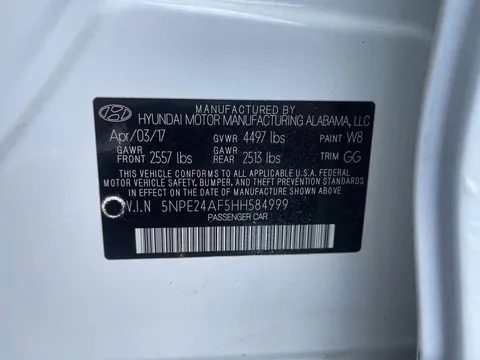 MANUFACTURED BY
HYUNDAI MOTOR MANUFACTURING ALABAMA, LLC
Apr/03/17 GVWR 4497 lbs PAINT W8
GAWR FRONT 2557 lbs GAWR REAR 2513 lbs TRIM GG
THIS VEHICLE CONFORMS TO ALL APPLICABLE U.S.A. FEDERAL
MOTOR VEHICLE SAFETY, BUMPER, AND THEFT PREVENTION
STANDARDS IN EFFECT ON THE DATE OF MANUFACTURE SHOWN ABOVE
V.I.N 5NPE24AF5HH584999
PASSENGER CAR